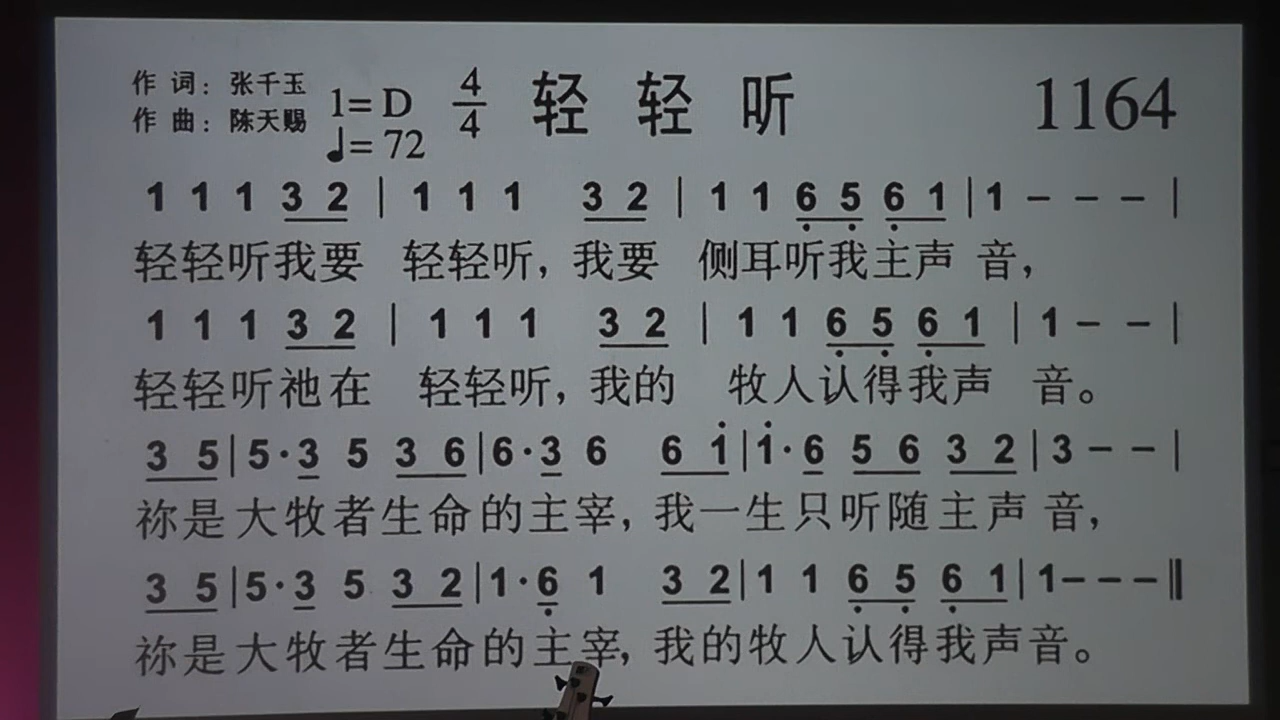 作 词：张千玉
作 曲：陈天赐
1= D 4/4
♩= 72
轻 轻 听
1164
1 1 1 3 2 | 1 1 1 3 2 | 1 1 6̣ 5̣ 6̣ 1 | 1 – – – |
轻轻听我要 轻轻听，我要 侧耳听我主声 音，
1 1 1 3 2 | 1 1 1 3 2 | 1 1 6̣ 5̣ 6̣ 1 | 1 – – |
轻轻听祂在 轻轻听，我的 牧人认得我声 音。
3 5 | 5· 3 5 3 6 | 6· 3 6 6 1̇ | 1̇· 6 5 6 3 2 | 3 – – |
祢是大牧者生命的主宰，我一生只听随主声 音，
3 5 | 5· 3 5 3 2 | 1· 6̣ 1 3 2 | 1 1 6̣ 5̣ 6̣ 1 | 1 – – – ‖
祢是大牧者生命的主宰，我的牧人认得我声音。